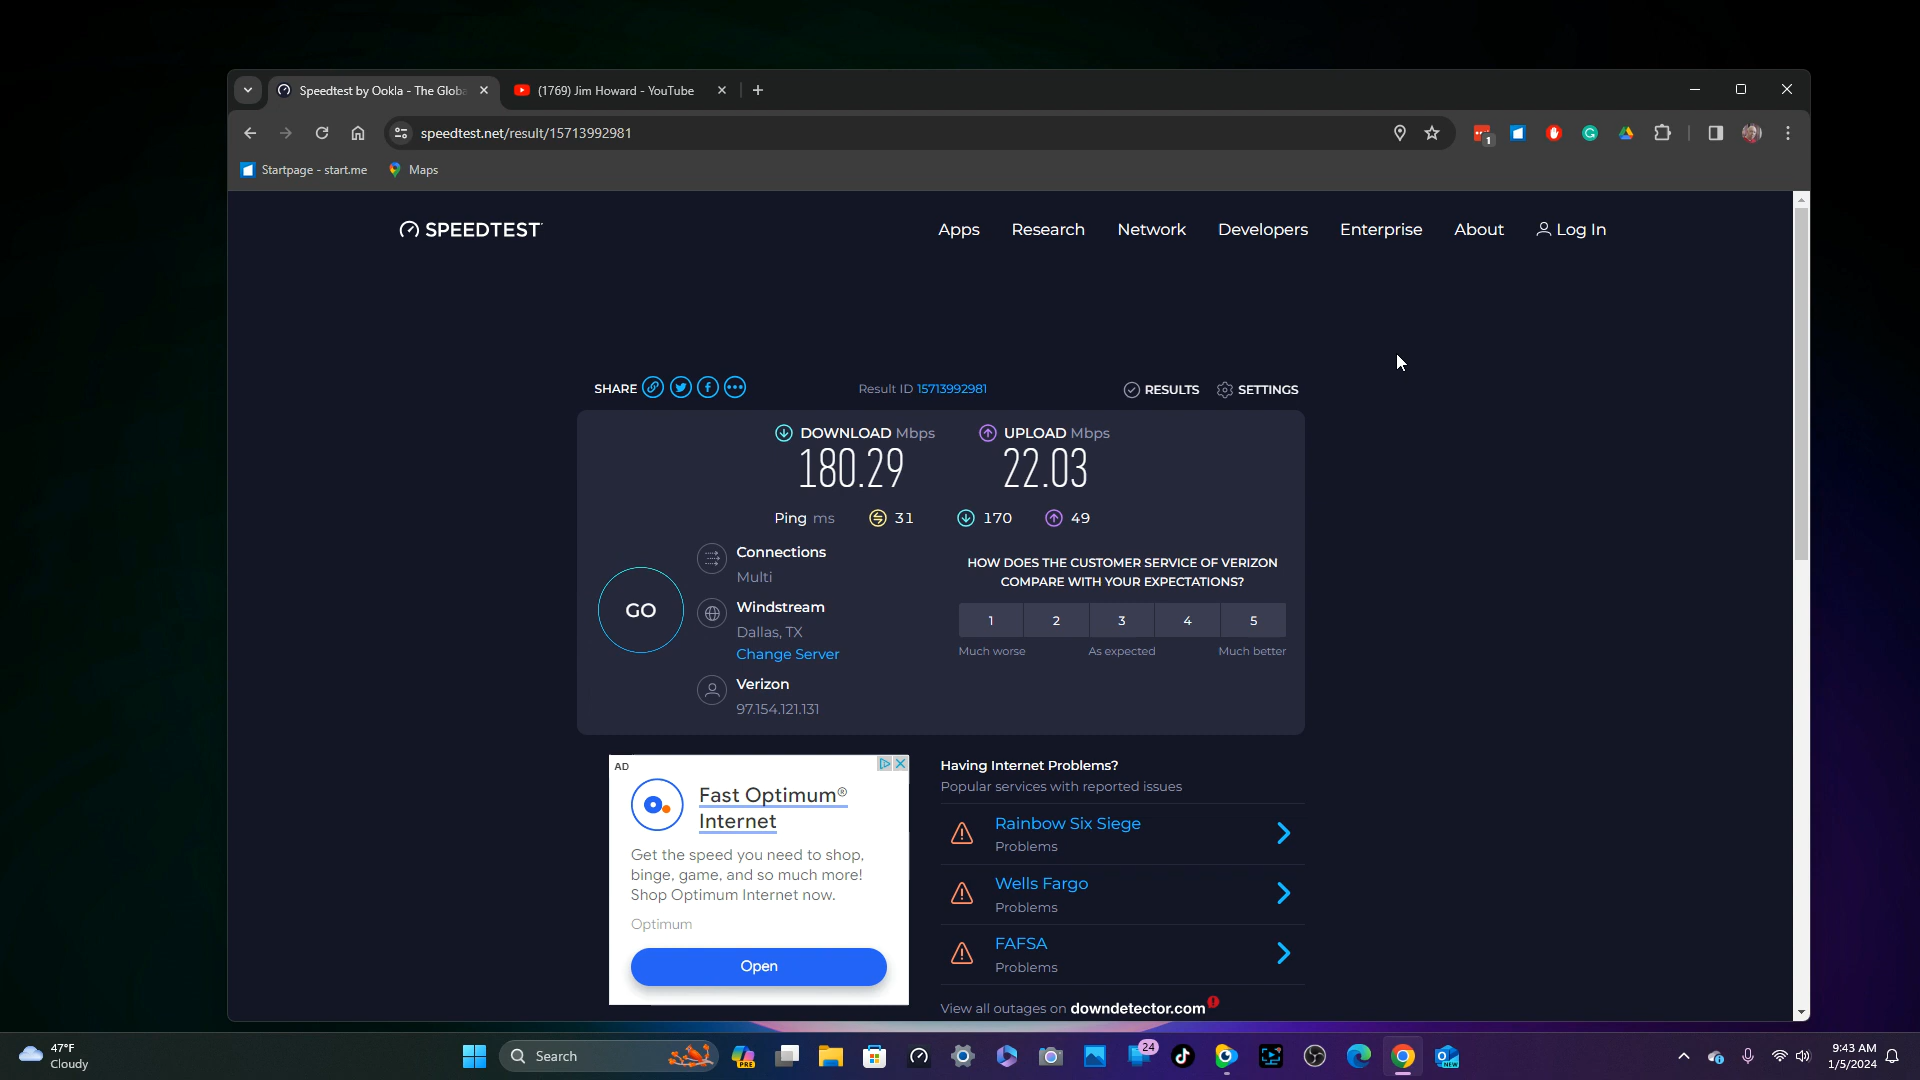 Speedtest by Ookla - The Globa
(1769) Jim Howard - YouTube
speedtest.net/result/15713992981
1
Startpage - start.me
Maps
SPEEDTEST
Apps
Research
Network
Developers
Enterprise
About
Log In
SHARE
Result ID 15713992981
RESULTS
SETTINGS
DOWNLOAD Mbps
180.29
UPLOAD Mbps
22.03
Ping ms
31
170
49
GO
Connections
Multi
Windstream
Dallas, TX
Change Server
Verizon
97.154.121.131
HOW DOES THE CUSTOMER SERVICE OF VERIZON
COMPARE WITH YOUR EXPECTATIONS?
1
2
3
4
5
Much worse
As expected
Much better
AD
Fast Optimum®
Internet
Get the speed you need to shop,
binge, game, and so much more!
Shop Optimum Internet now.
Optimum
Open
Having Internet Problems?
Popular services with reported issues
Rainbow Six Siege
Problems
Wells Fargo
Problems
FAFSA
Problems
View all outages on downdetector.com
47°F
Cloudy
Search
PRE
24
NEW
9:43 AM
1/5/2024